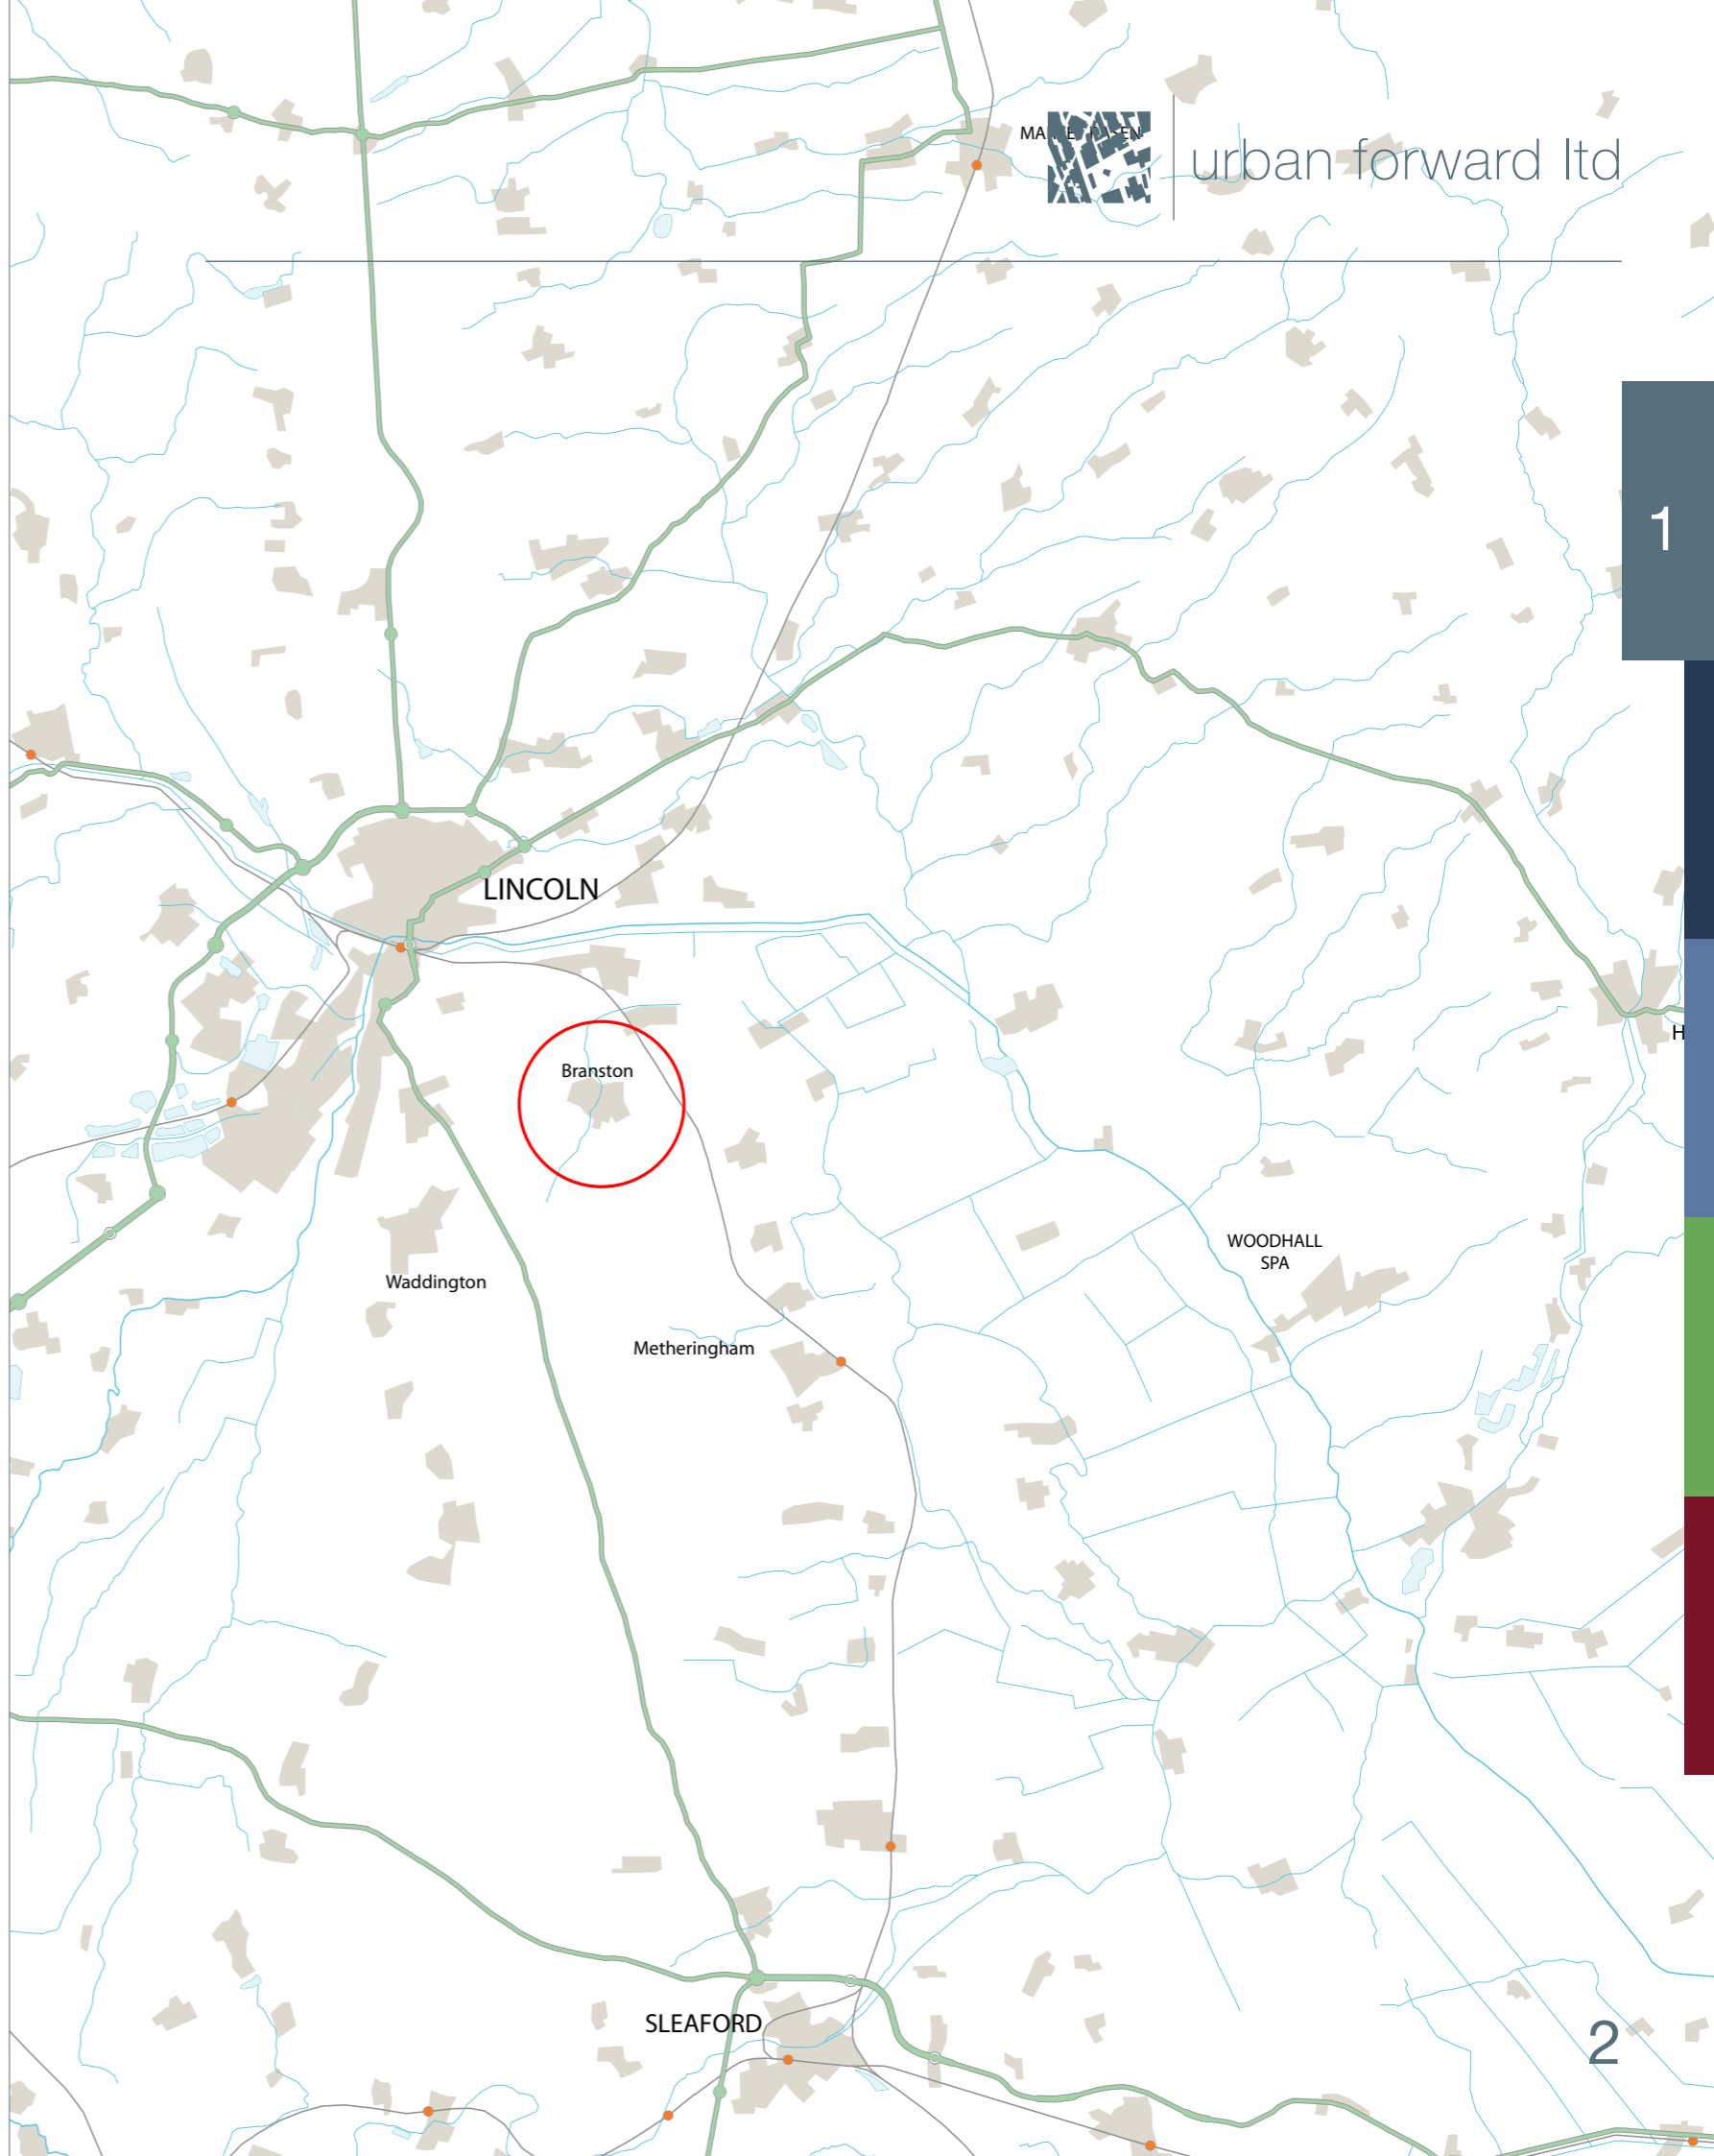 urban forward ltd
1
LINCOLN
Branston
WOODHALL
SPA
Waddington
Metheringham
SLEAFORD
2